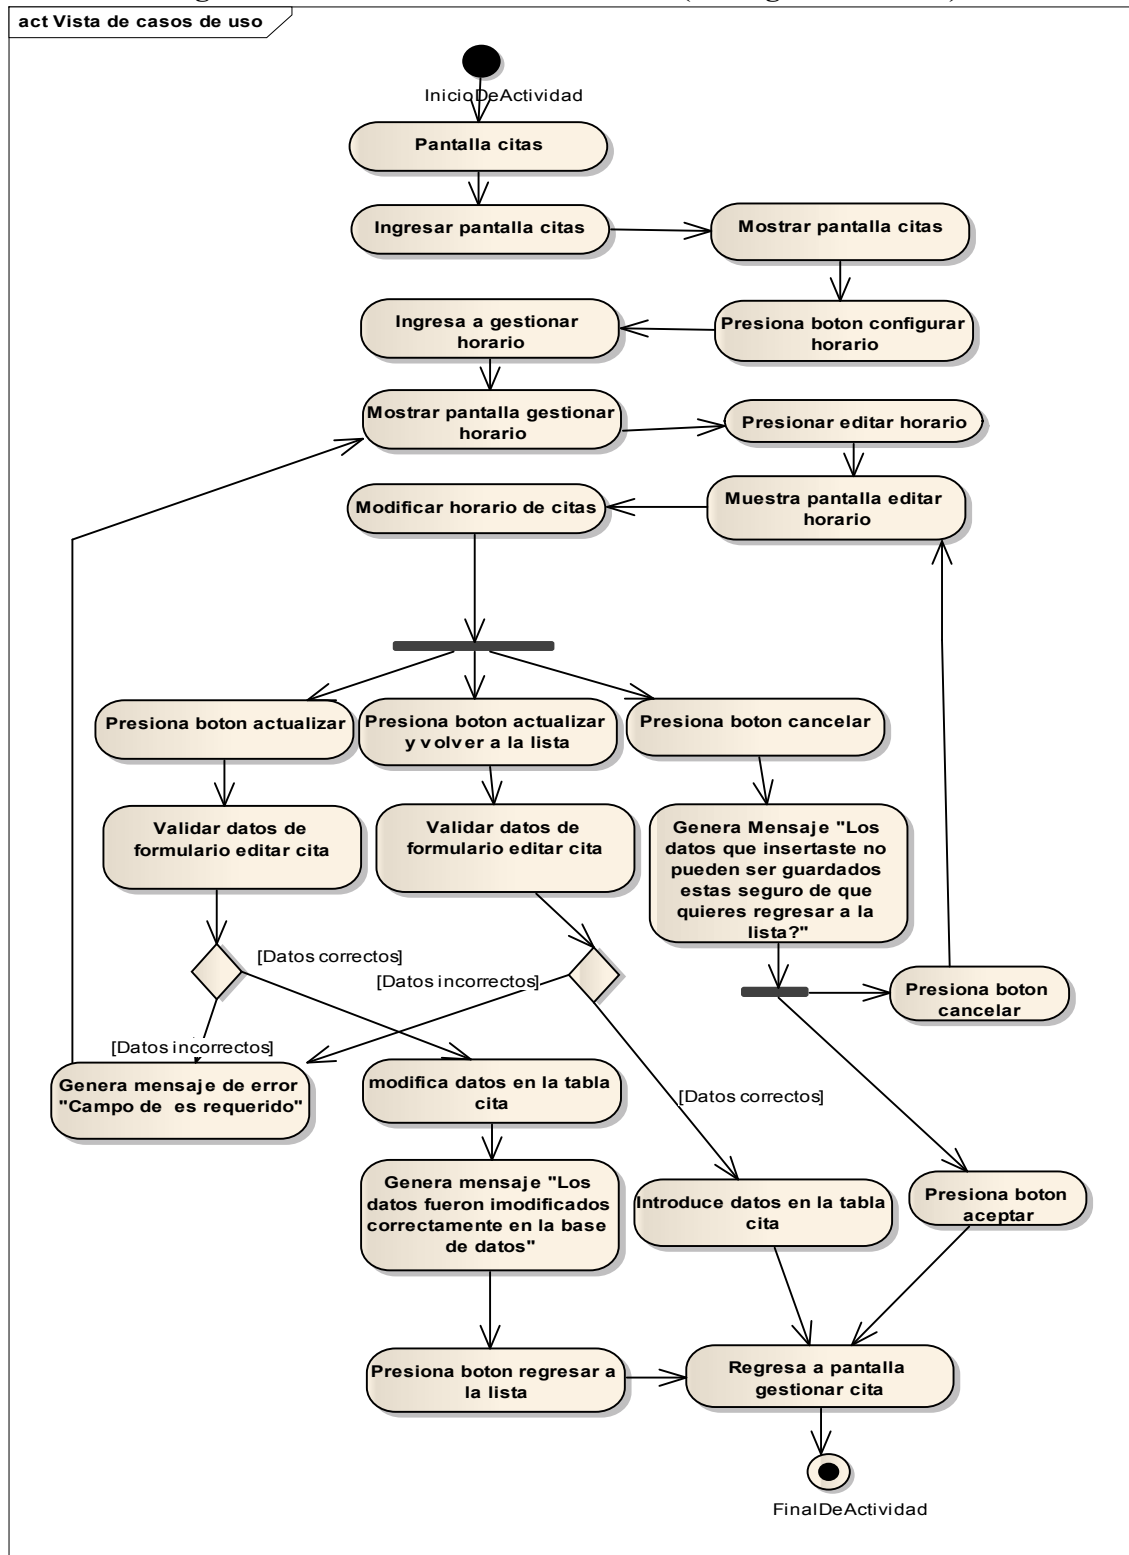 act Vista de casos de uso
InicioDeActividad
Pantalla citas
Ingresar pantalla citas
Mostrar pantalla citas
Ingresa a gestionar
horario
Presiona boton configurar
horario
Mostrar pantalla gestionar
horario
Presionar editar horario
Modificar horario de citas
Muestra pantalla editar
horario
Presiona boton actualizar
Presiona boton actualizar
y volver a la lista
Presiona boton cancelar
Validar datos de
formulario editar cita
Validar datos de
formulario editar cita
Genera Mensaje "Los
datos que insertaste no
pueden ser guardados
estas seguro de que
quieres regresar a la
lista?"
[Datos correctos]
[Datos incorrectos]
Presiona boton
cancelar
[Datos incorrectos]
Genera mensaje de error
"Campo de  es requerido"
modifica datos en la tabla
cita
[Datos correctos]
Genera mensaje "Los
datos fueron imodificados
correctamente en la base
de datos"
Introduce datos en la tabla
cita
Presiona boton
aceptar
Presiona boton regresar a
la lista
Regresa a pantalla
gestionar cita
FinalDeActividad